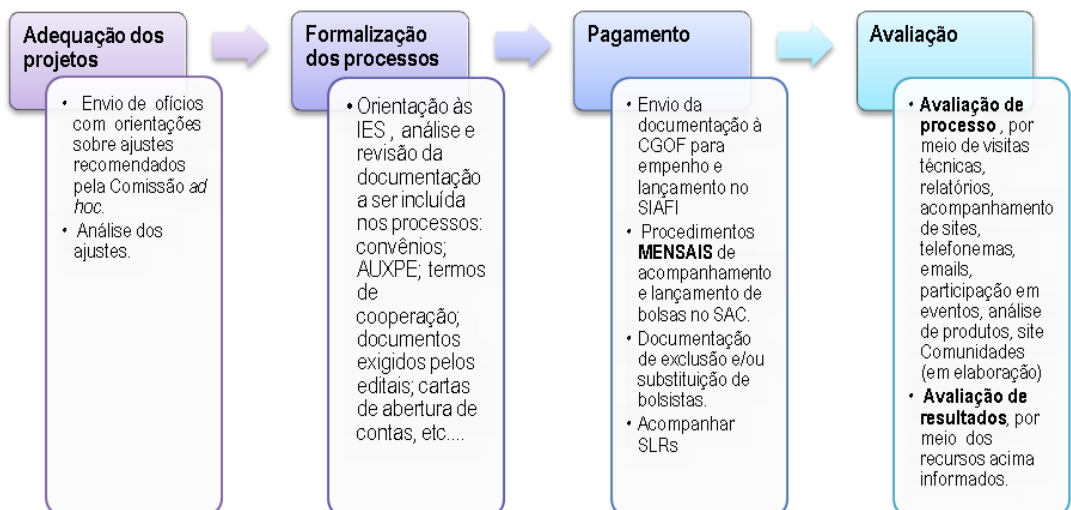 Adequação dos
projetos
• Envio de ofícios
com orientações
sobre ajustes
recomendados
pela Comissão ad
hoc.
• Análise dos
ajustes.
Formalização
dos processos
• Orientação às
IES , análise e
revisão da
documentação
a ser incluída
nos processos:
convênios;
AUXPE; termos
de
cooperação;
documentos
exigidos pelos
editais; cartas
de abertura de
contas, etc....
Pagamento
• Envio da
documentação à
CGOF para
empenho e
lançamento no
SIAFI
• Procedimentos
MENSAIS de
acompanhamento
e lançamento de
bolsas no SAC.
• Documentação
de exclusão e/ou
substituição de
bolsistas.
• Acompanhar
SLRs
Avaliação
• Avaliação de
processo , por
meio de visitas
técnicas,
relatórios,
acompanhamento
de sites,
telefonemas,
emails,
participação em
eventos, análise
de produtos, site
Comunidades
(em elaboração)
• Avaliação de
resultados, por
meio dos
recursos acima
informados.